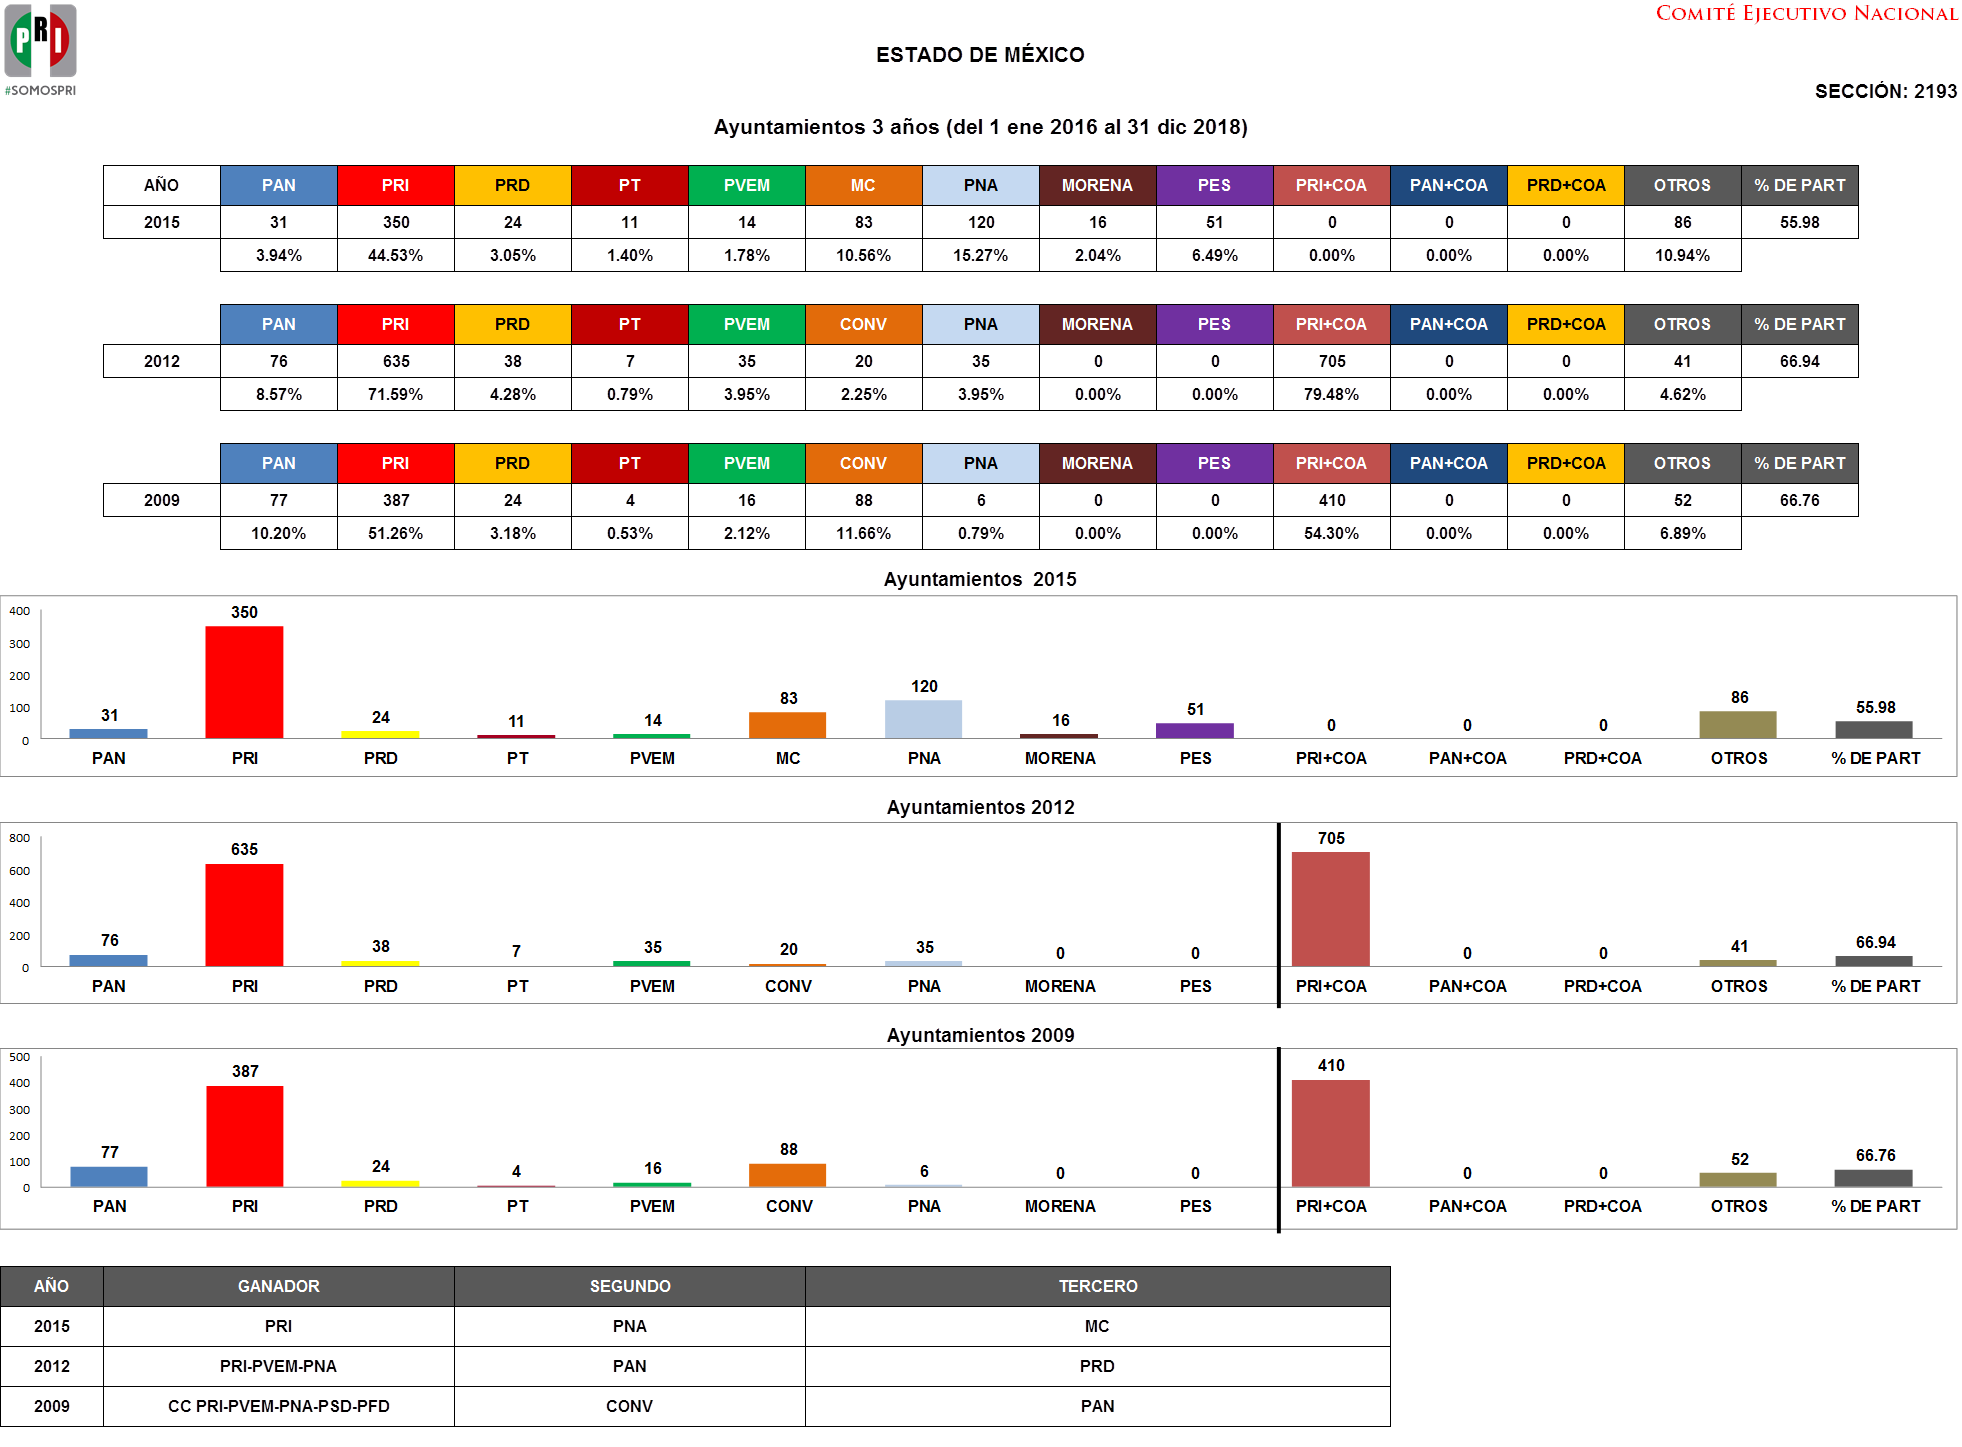 PRI
#SOMOSPRI
COMITÉ EJECUTIVO NACIONAL
ESTADO DE MÉXICO
SECCIÓN: 2193
Ayuntamientos 3 años (del 1 ene 2016 al 31 dic 2018)
AÑO PAN PRI PRD PT PVEM MC PNA MORENA PES PRI+COA PAN+COA PRD+COA OTROS % DE PART
2015 31 350 24 11 14 83 120 16 51 0 0 0 86 55.98
3.94% 44.53% 3.05% 1.40% 1.78% 10.56% 15.27% 2.04% 6.49% 0.00% 0.00% 0.00% 10.94%
PAN PRI PRD PT PVEM CONV PNA MORENA PES PRI+COA PAN+COA PRD+COA OTROS % DE PART
2012 76 635 38 7 35 20 35 0 0 705 0 0 41 66.94
8.57% 71.59% 4.28% 0.79% 3.95% 2.25% 3.95% 0.00% 0.00% 79.48% 0.00% 0.00% 4.62%
PAN PRI PRD PT PVEM CONV PNA MORENA PES PRI+COA PAN+COA PRD+COA OTROS % DE PART
2009 77 387 24 4 16 88 6 0 0 410 0 0 52 66.76
10.20% 51.26% 3.18% 0.53% 2.12% 11.66% 0.79% 0.00% 0.00% 54.30% 0.00% 0.00% 6.89%
Ayuntamientos 2015
400
300
200
100
0
31 350 24 11 14 83 120 16 51 0 0 0 86 55.98
PAN PRI PRD PT PVEM MC PNA MORENA PES PRI+COA PAN+COA PRD+COA OTROS % DE PART
Ayuntamientos 2012
800
600
400
200
0
76 635 38 7 35 20 35 0 0 705 0 0 41 66.94
PAN PRI PRD PT PVEM CONV PNA MORENA PES PRI+COA PAN+COA PRD+COA OTROS % DE PART
Ayuntamientos 2009
500
400
300
200
100
0
77 387 24 4 16 88 6 0 0 410 0 0 52 66.76
PAN PRI PRD PT PVEM CONV PNA MORENA PES PRI+COA PAN+COA PRD+COA OTROS % DE PART
AÑO GANADOR SEGUNDO TERCERO
2015 PRI PNA MC
2012 PRI-PVEM-PNA PAN PRD
2009 CC PRI-PVEM-PNA-PSD-PFD CONV PAN